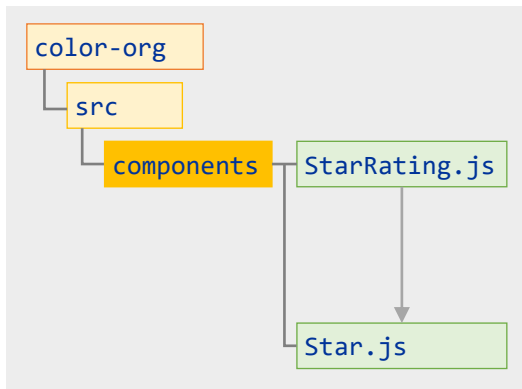 color-org
src
components
StarRating.js
Star.js